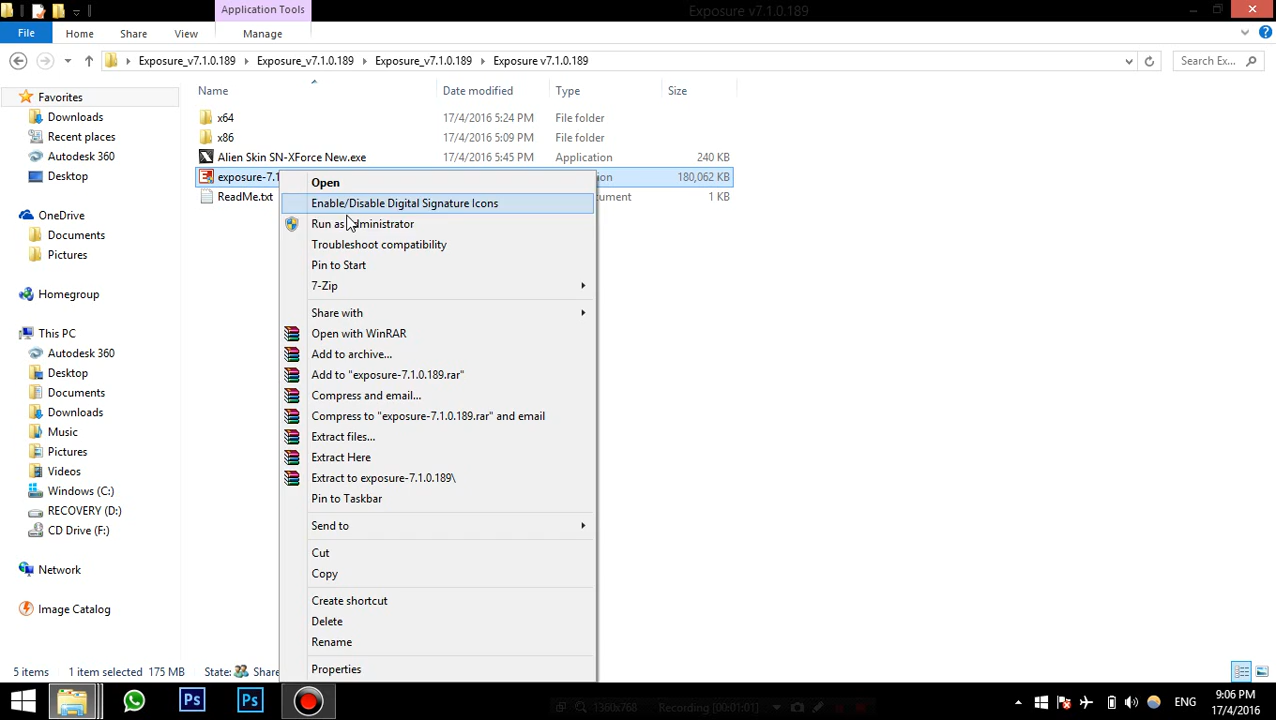 Application Tools
Exposure v7.1.0.189
File
Home
Share
View
Manage
Exposure_v7.1.0.189
Exposure_v7.1.0.189
Exposure_v7.1.0.189
Exposure v7.1.0.189
Search Ex...
Name
Date modified
Type
Size
Favorites
Downloads
Recent places
Autodesk 360
Desktop
OneDrive
Documents
Pictures
Homegroup
This PC
Autodesk 360
Desktop
Documents
Downloads
Music
Pictures
Videos
Windows (C:)
RECOVERY (D:)
CD Drive (F:)
Network
Image Catalog
x64 17/4/2016 5:24 PM File folder
x86 17/4/2016 5:09 PM File folder
Alien Skin SN-XForce New.exe 17/4/2016 5:45 PM Application 240 KB
exposure-7.1 180,062 KB
ReadMe.txt 1 KB
Open
Enable/Disable Digital Signature Icons
Run as administrator
Troubleshoot compatibility
Pin to Start
7-Zip
Share with
Open with WinRAR
Add to archive...
Add to "exposure-7.1.0.189.rar"
Compress and email...
Compress to "exposure-7.1.0.189.rar" and email
Extract files...
Extract Here
Extract to exposure-7.1.0.189\
Pin to Taskbar
Send to
Cut
Copy
Create shortcut
Delete
Rename
Properties
5 items 1 item selected 175 MB State: Share
Ps
Ps
1360x768 Recording [00:01:01]
ENG
9:06 PM
17/4/2016